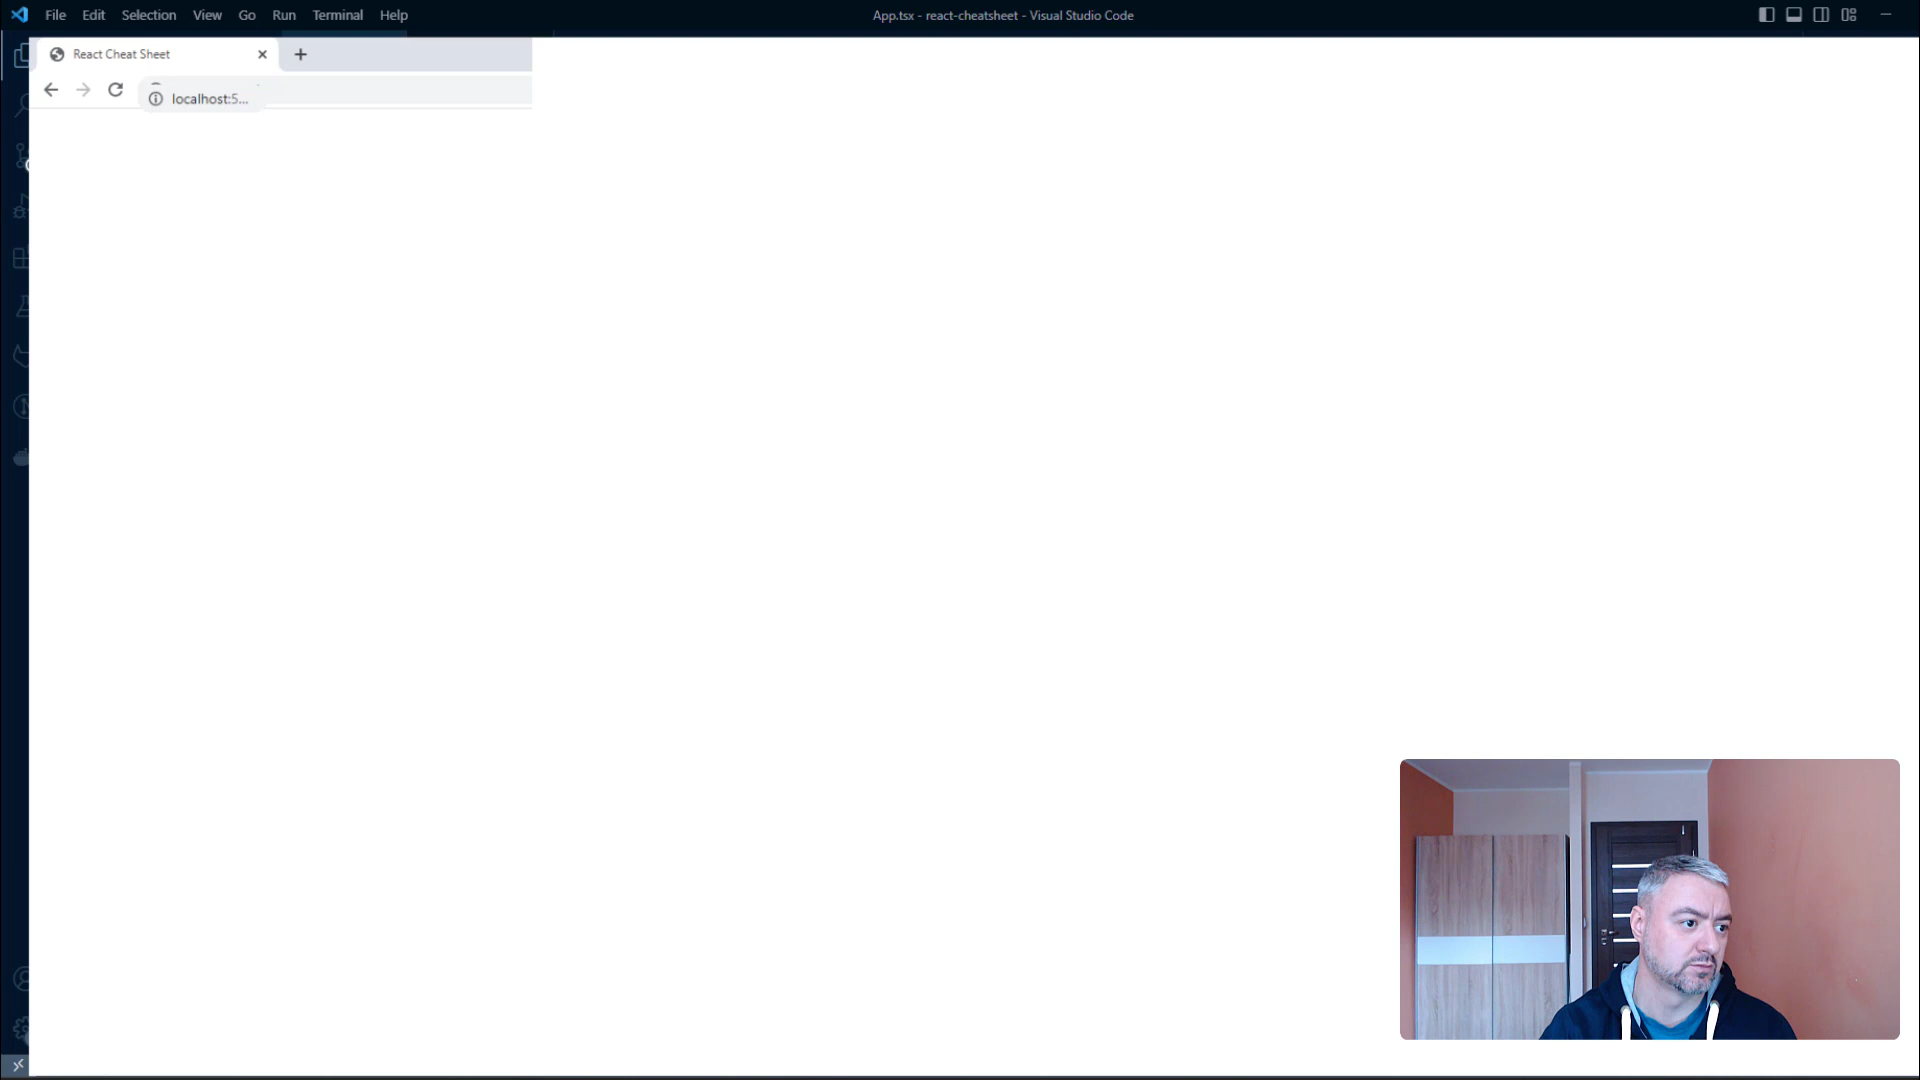 File Edit Selection View Go Run Terminal Help
App.tsx - react-cheatsheet - Visual Studio Code
React Cheat Sheet
localhost:5...